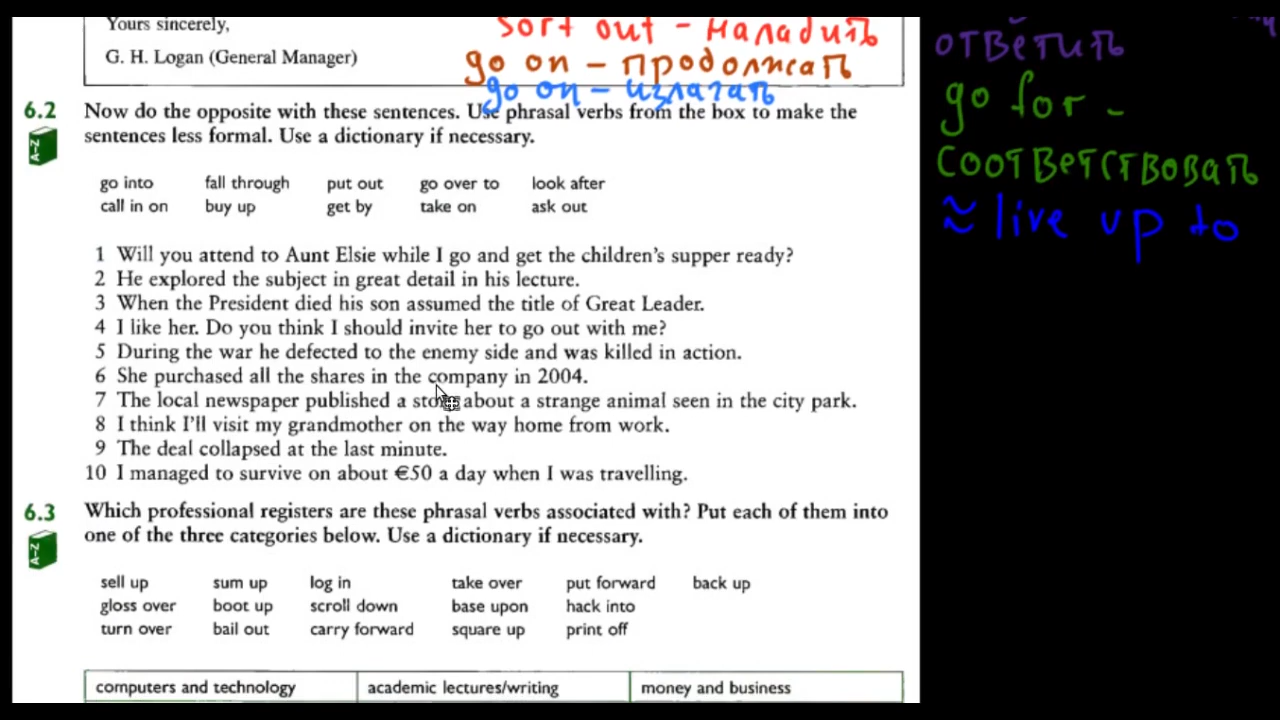 Yours sincerely,
sort out - наладить
G. H. Logan (General Manager)
go on - продолжать
go on - излагать
6.2 Now do the opposite with these sentences. Use phrasal verbs from the box to make the
sentences less formal. Use a dictionary if necessary.
A-Z
go into fall through put out go over to look after
call in on buy up get by take on ask out
1 Will you attend to Aunt Elsie while I go and get the children's supper ready?
2 He explored the subject in great detail in his lecture.
3 When the President died his son assumed the title of Great Leader.
4 I like her. Do you think I should invite her to go out with me?
5 During the war he defected to the enemy side and was killed in action.
6 She purchased all the shares in the company in 2004.
7 The local newspaper published a story about a strange animal seen in the city park.
8 I think I'll visit my grandmother on the way home from work.
9 The deal collapsed at the last minute.
10 I managed to survive on about €50 a day when I was travelling.
6.3 Which professional registers are these phrasal verbs associated with? Put each of them into
one of the three categories below. Use a dictionary if necessary.
A-Z
sell up sum up log in take over put forward back up
gloss over boot up scroll down base upon hack into
turn over bail out carry forward square up print off
computers and technology academic lectures/writing money and business
ответить
go for -
соответствовать
≈ live up to